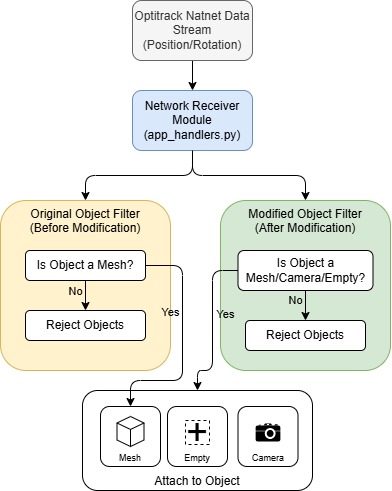 Optitrack Natnet Data
Stream
(Position/Rotation)
Network Receiver
Module
(app_handlers.py)
Original Object Filter
(Before Modification)
Is Object a Mesh?
No
Reject Objects
Yes
Modified Object Filter
(After Modification)
Is Object a
Mesh/Camera/Empty?
No
Reject Objects
Yes
Mesh
Empty
Camera
Attach to Object